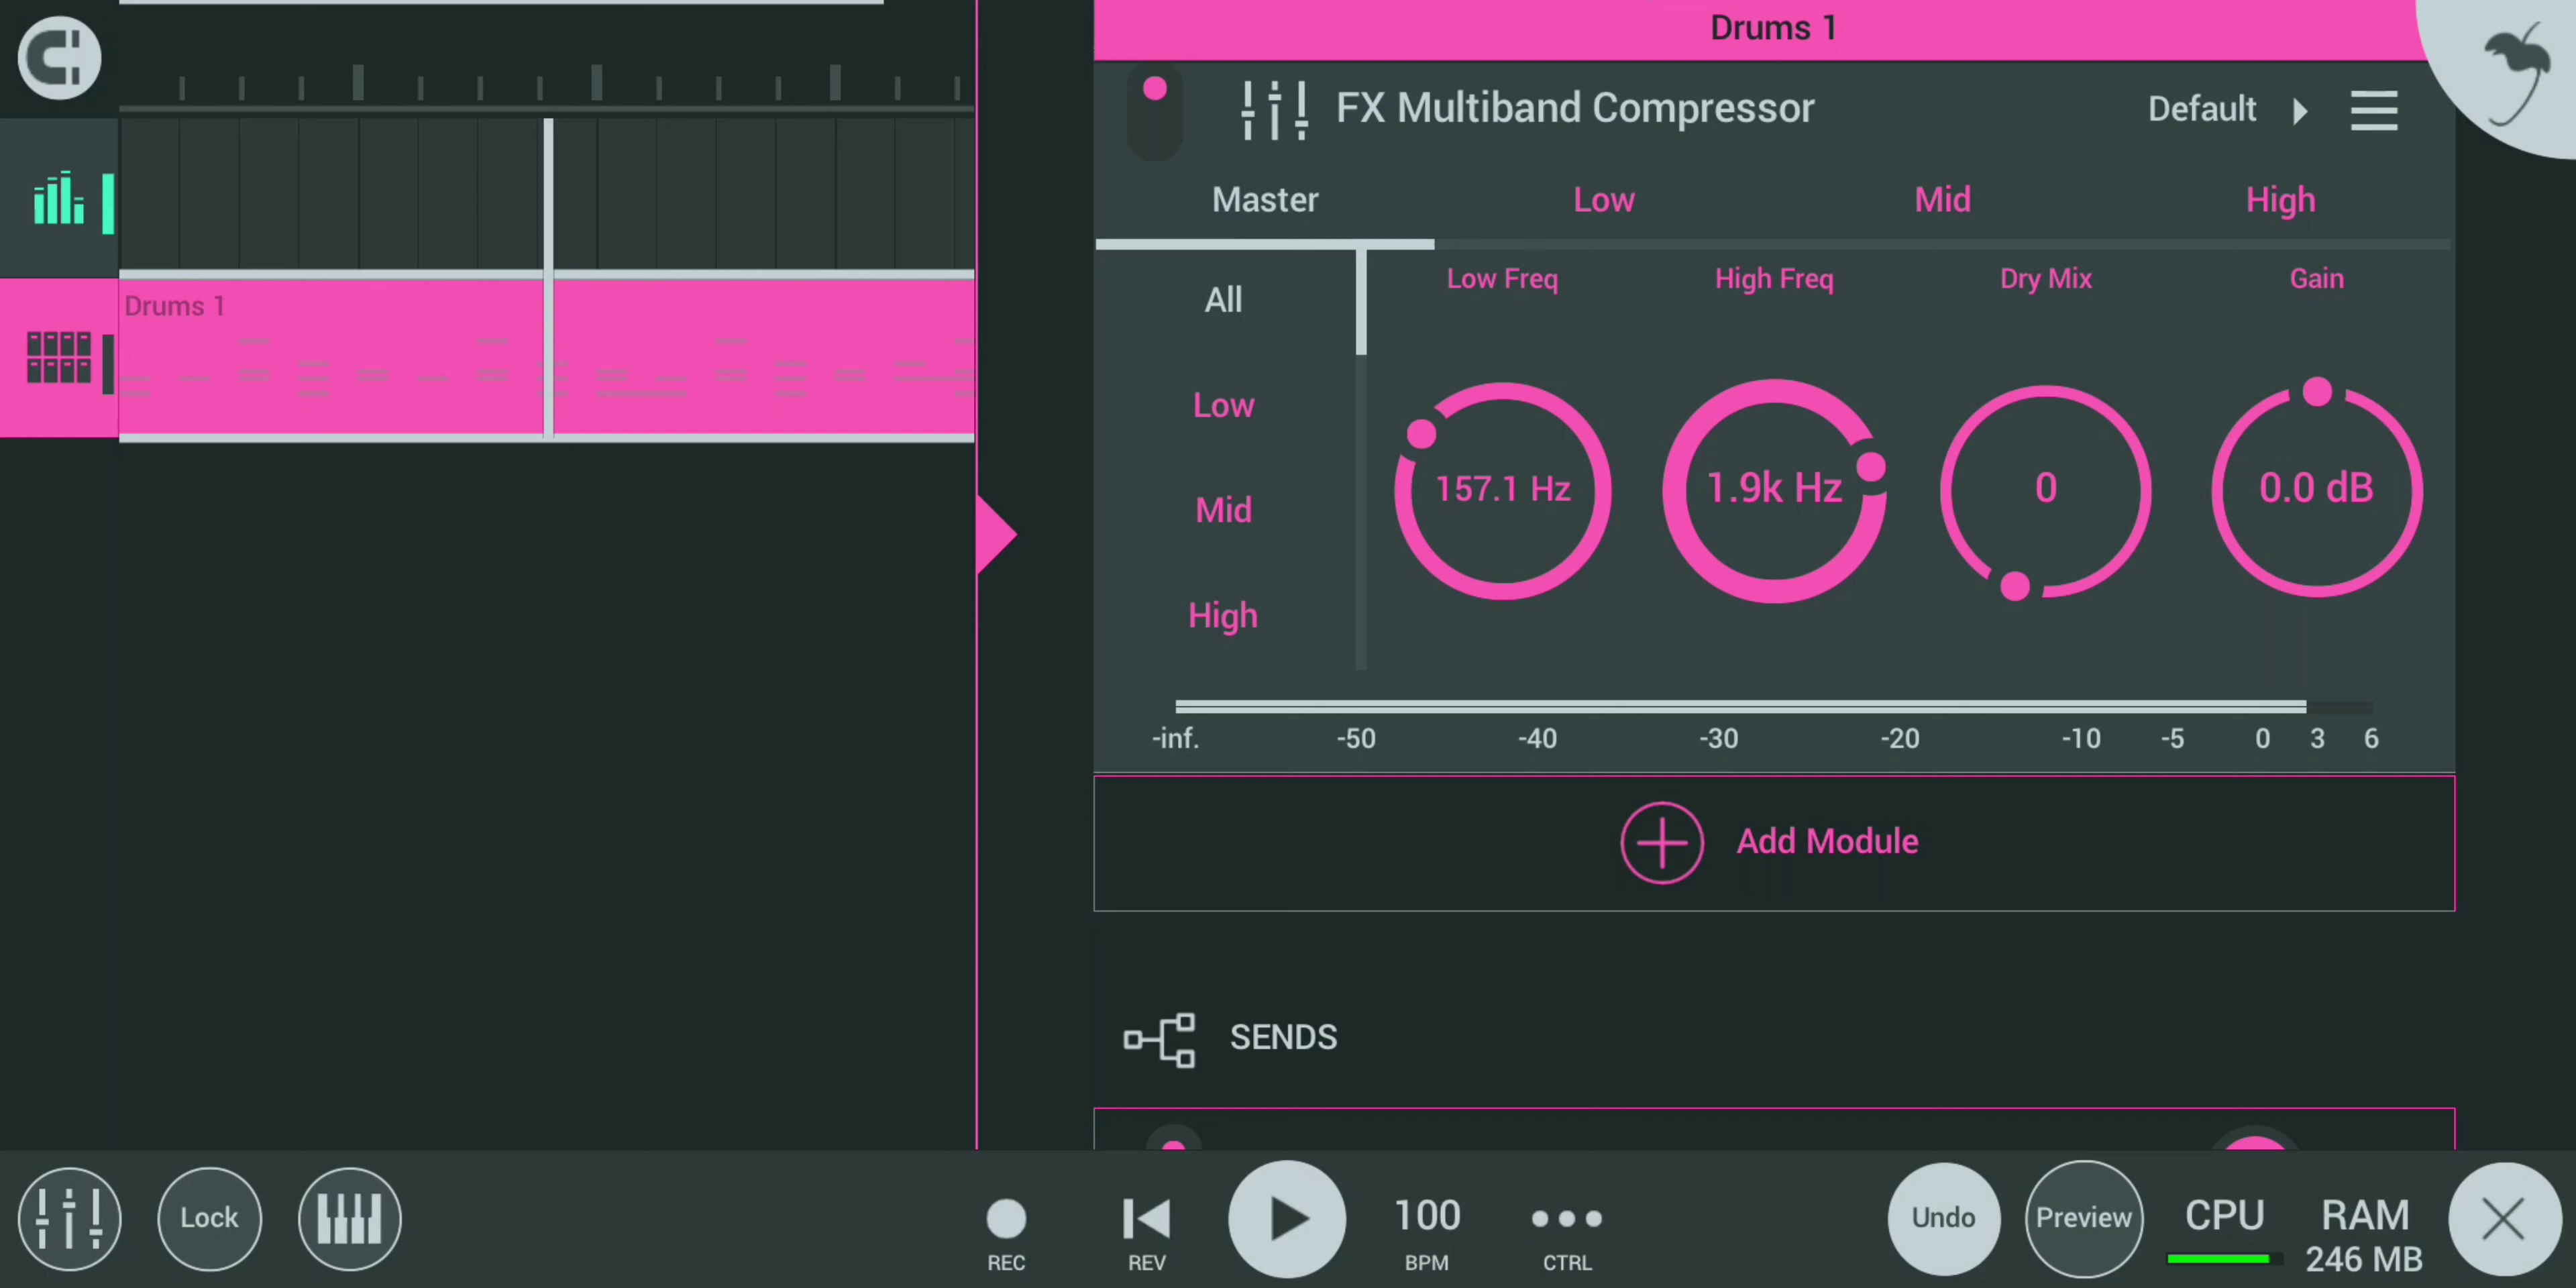 Drums 1
FX Multiband Compressor
Default
Master
Low
Mid
High
All
Low
Mid
High
Low Freq
High Freq
Dry Mix
Gain
157.1 Hz
1.9k Hz
0
0.0 dB
-inf.
-50
-40
-30
-20
-10
-5
0
3
6
Drums 1
Add Module
SENDS
Lock
REC
REV
100
BPM
CTRL
Undo
Preview
CPU
RAM
246 MB